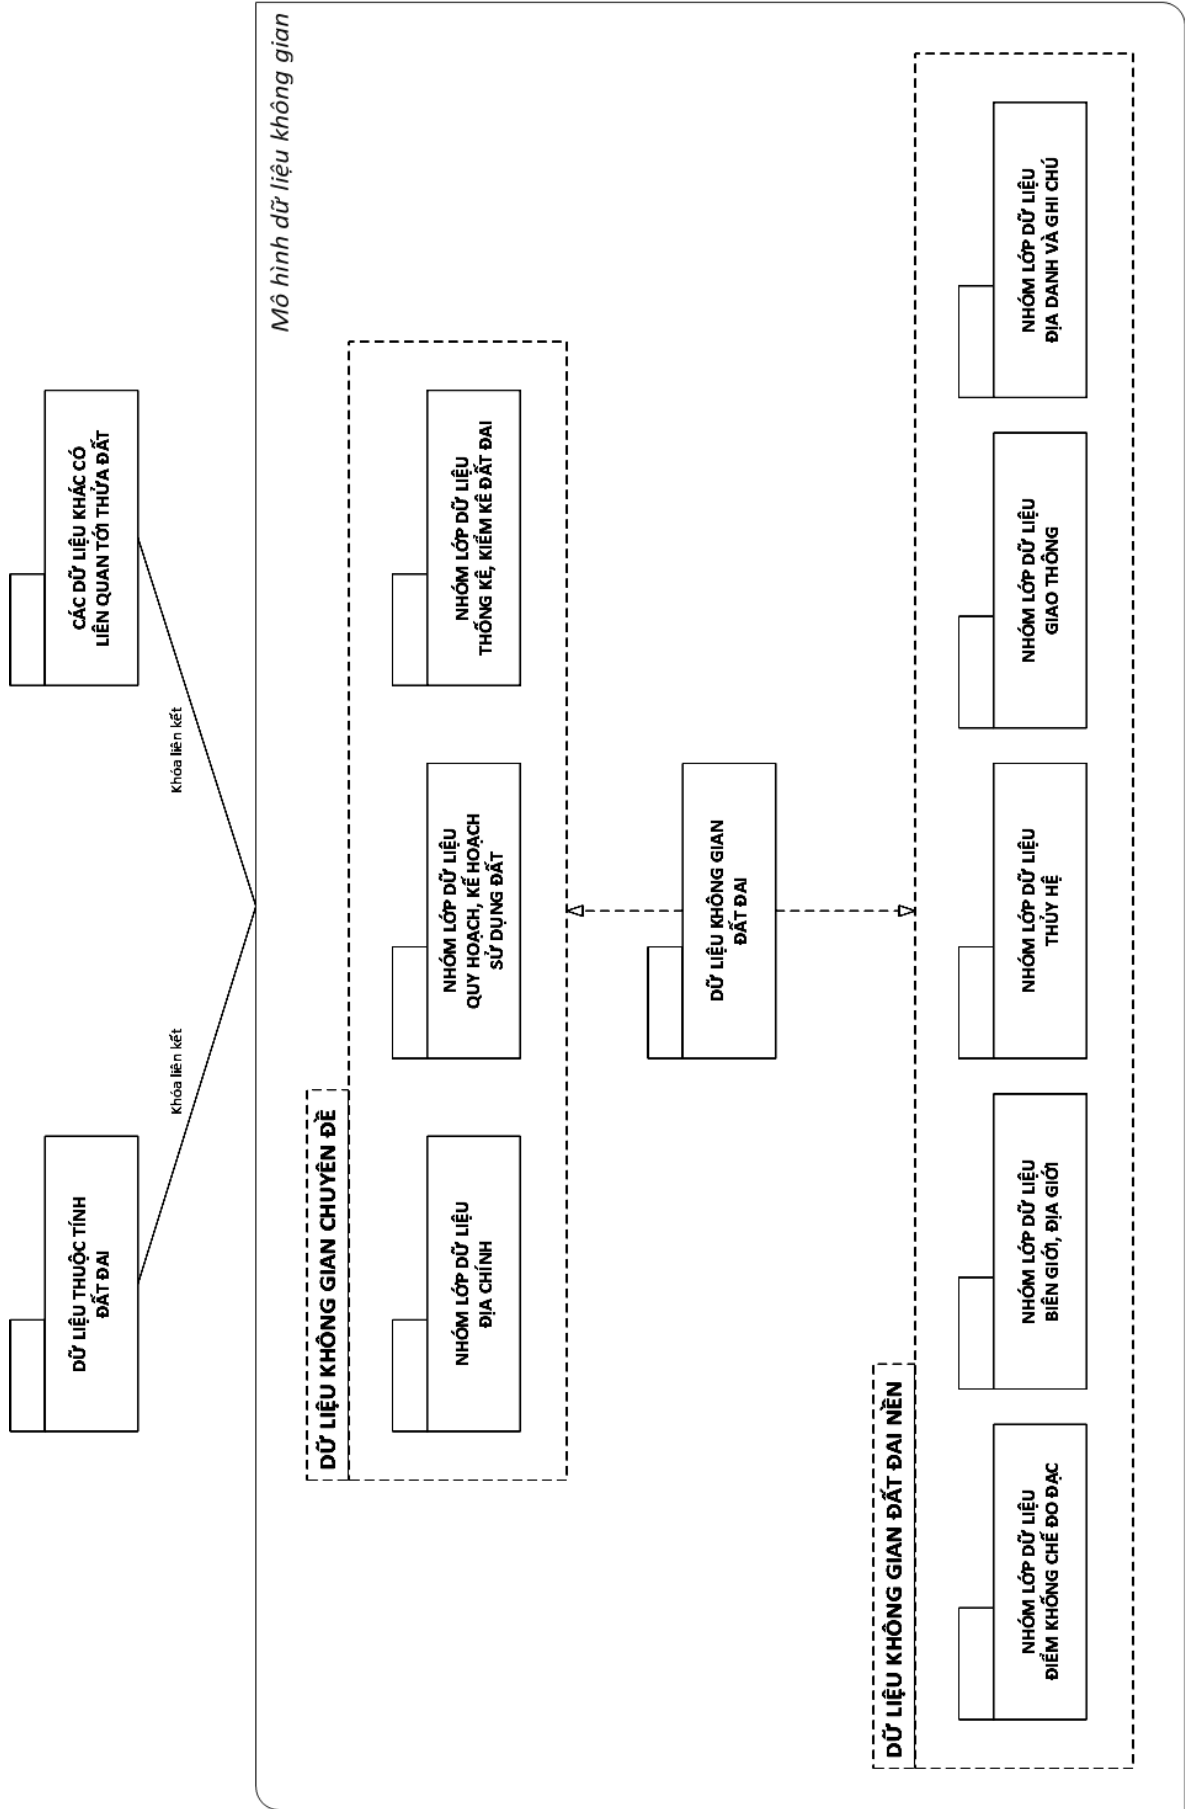 DỮ LIỆU THUỘC TÍNH
ĐẤT ĐAI
CÁC DỮ LIỆU KHÁC CÓ
LIÊN QUAN TỚI THỬA ĐẤT
Khóa liên kết
Khóa liên kết
Mô hình dữ liệu không gian
DỮ LIỆU KHÔNG GIAN CHUYÊN ĐỀ
NHÓM LỚP DỮ LIỆU
ĐỊA CHÍNH
NHÓM LỚP DỮ LIỆU
QUY HOẠCH, KẾ HOẠCH
SỬ DỤNG ĐẤT
NHÓM LỚP DỮ LIỆU
THỐNG KÊ, KIỂM KÊ ĐẤT ĐAI
DỮ LIỆU KHÔNG GIAN
ĐẤT ĐAI
DỮ LIỆU KHÔNG GIAN ĐẤT ĐAI NỀN
NHÓM LỚP DỮ LIỆU
ĐIỂM KHỐNG CHẾ ĐO ĐẠC
NHÓM LỚP DỮ LIỆU
BIÊN GIỚI, ĐỊA GIỚI
NHÓM LỚP DỮ LIỆU
THỦY HỆ
NHÓM LỚP DỮ LIỆU
GIAO THÔNG
NHÓM LỚP DỮ LIỆU
ĐỊA DANH VÀ GHI CHÚ